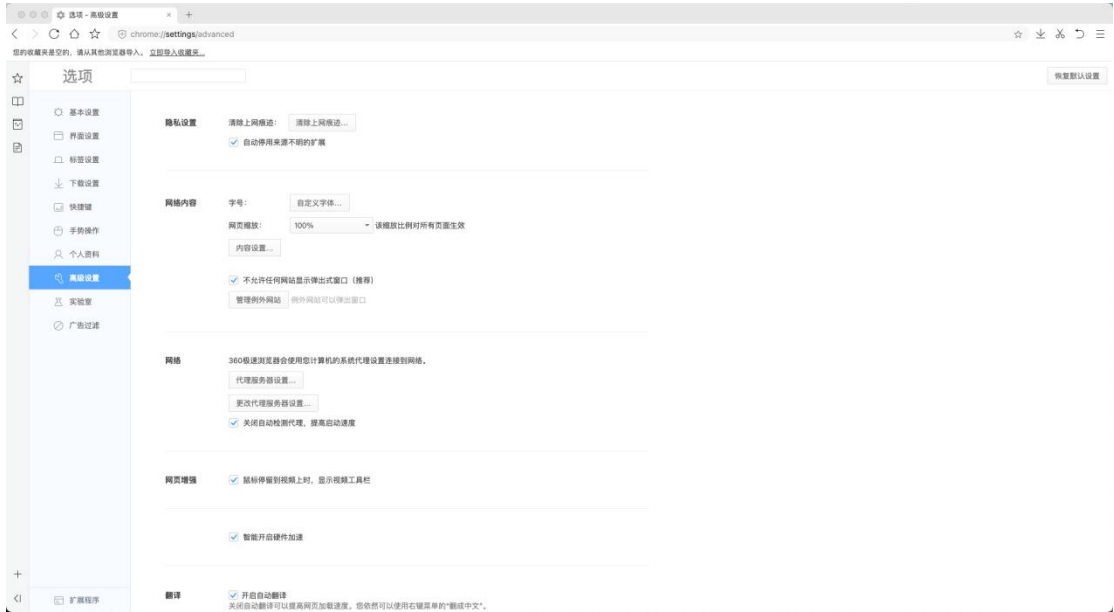 选项 - 高级设置
chrome://settings/advanced
您的收藏夹是空的，请从其他浏览器导入。 立即导入收藏夹...
选项
恢复默认设置
基本设置
界面设置
标签设置
下载设置
快捷键
手势操作
个人资料
高级设置
实验室
广告过滤
扩展程序
隐私设置 清除上网痕迹： 清除上网痕迹...
自动停用来源不明的扩展
网络内容 字号： 自定义字体...
网页缩放： 100% 该缩放比例对所有页面生效
内容设置...
不允许任何网站显示弹出式窗口（推荐）
管理例外网站 例外网站可以弹出窗口
网络 360极速浏览器会使用您计算机的系统代理设置连接到网络。
代理服务器设置...
更改代理服务器设置...
关闭自动检测代理，提高启动速度
网页增强 鼠标停留到视频上时，显示视频工具栏
智能开启硬件加速
翻译 开启自动翻译
关闭自动翻译可以提高网页加载速度，您依然可以使用右键菜单的“翻成中文”。